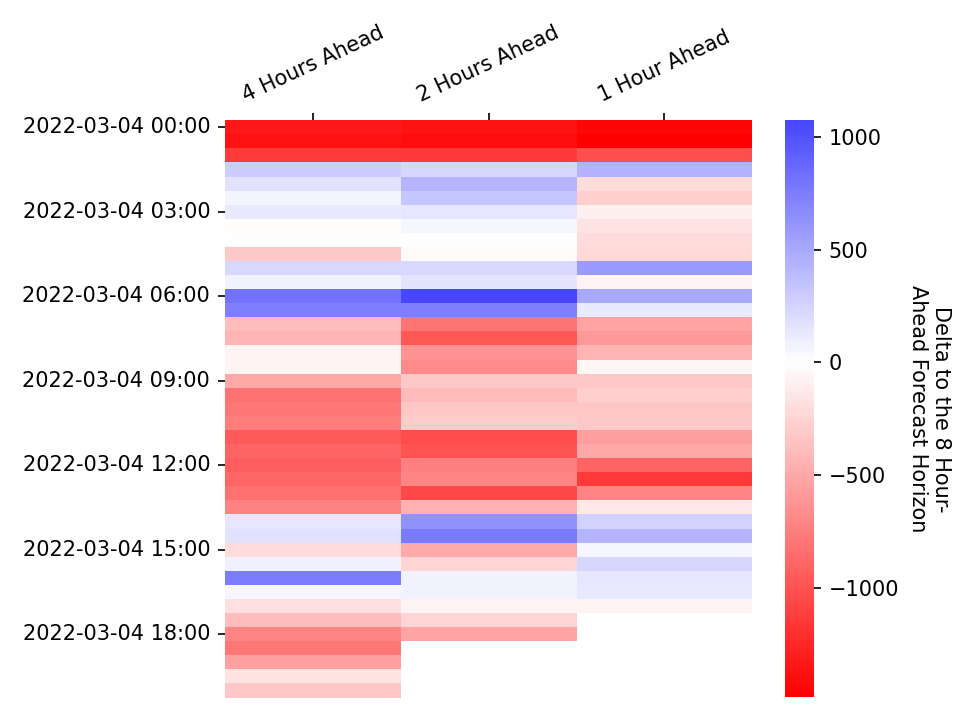 4 Hours Ahead
2 Hours Ahead
1 Hour Ahead
2022-03-04 00:00
2022-03-04 03:00
2022-03-04 06:00
2022-03-04 09:00
2022-03-04 12:00
2022-03-04 15:00
2022-03-04 18:00
1000
500
0
−500
−1000
Delta to the 8 Hour-
Ahead Forecast Horizon